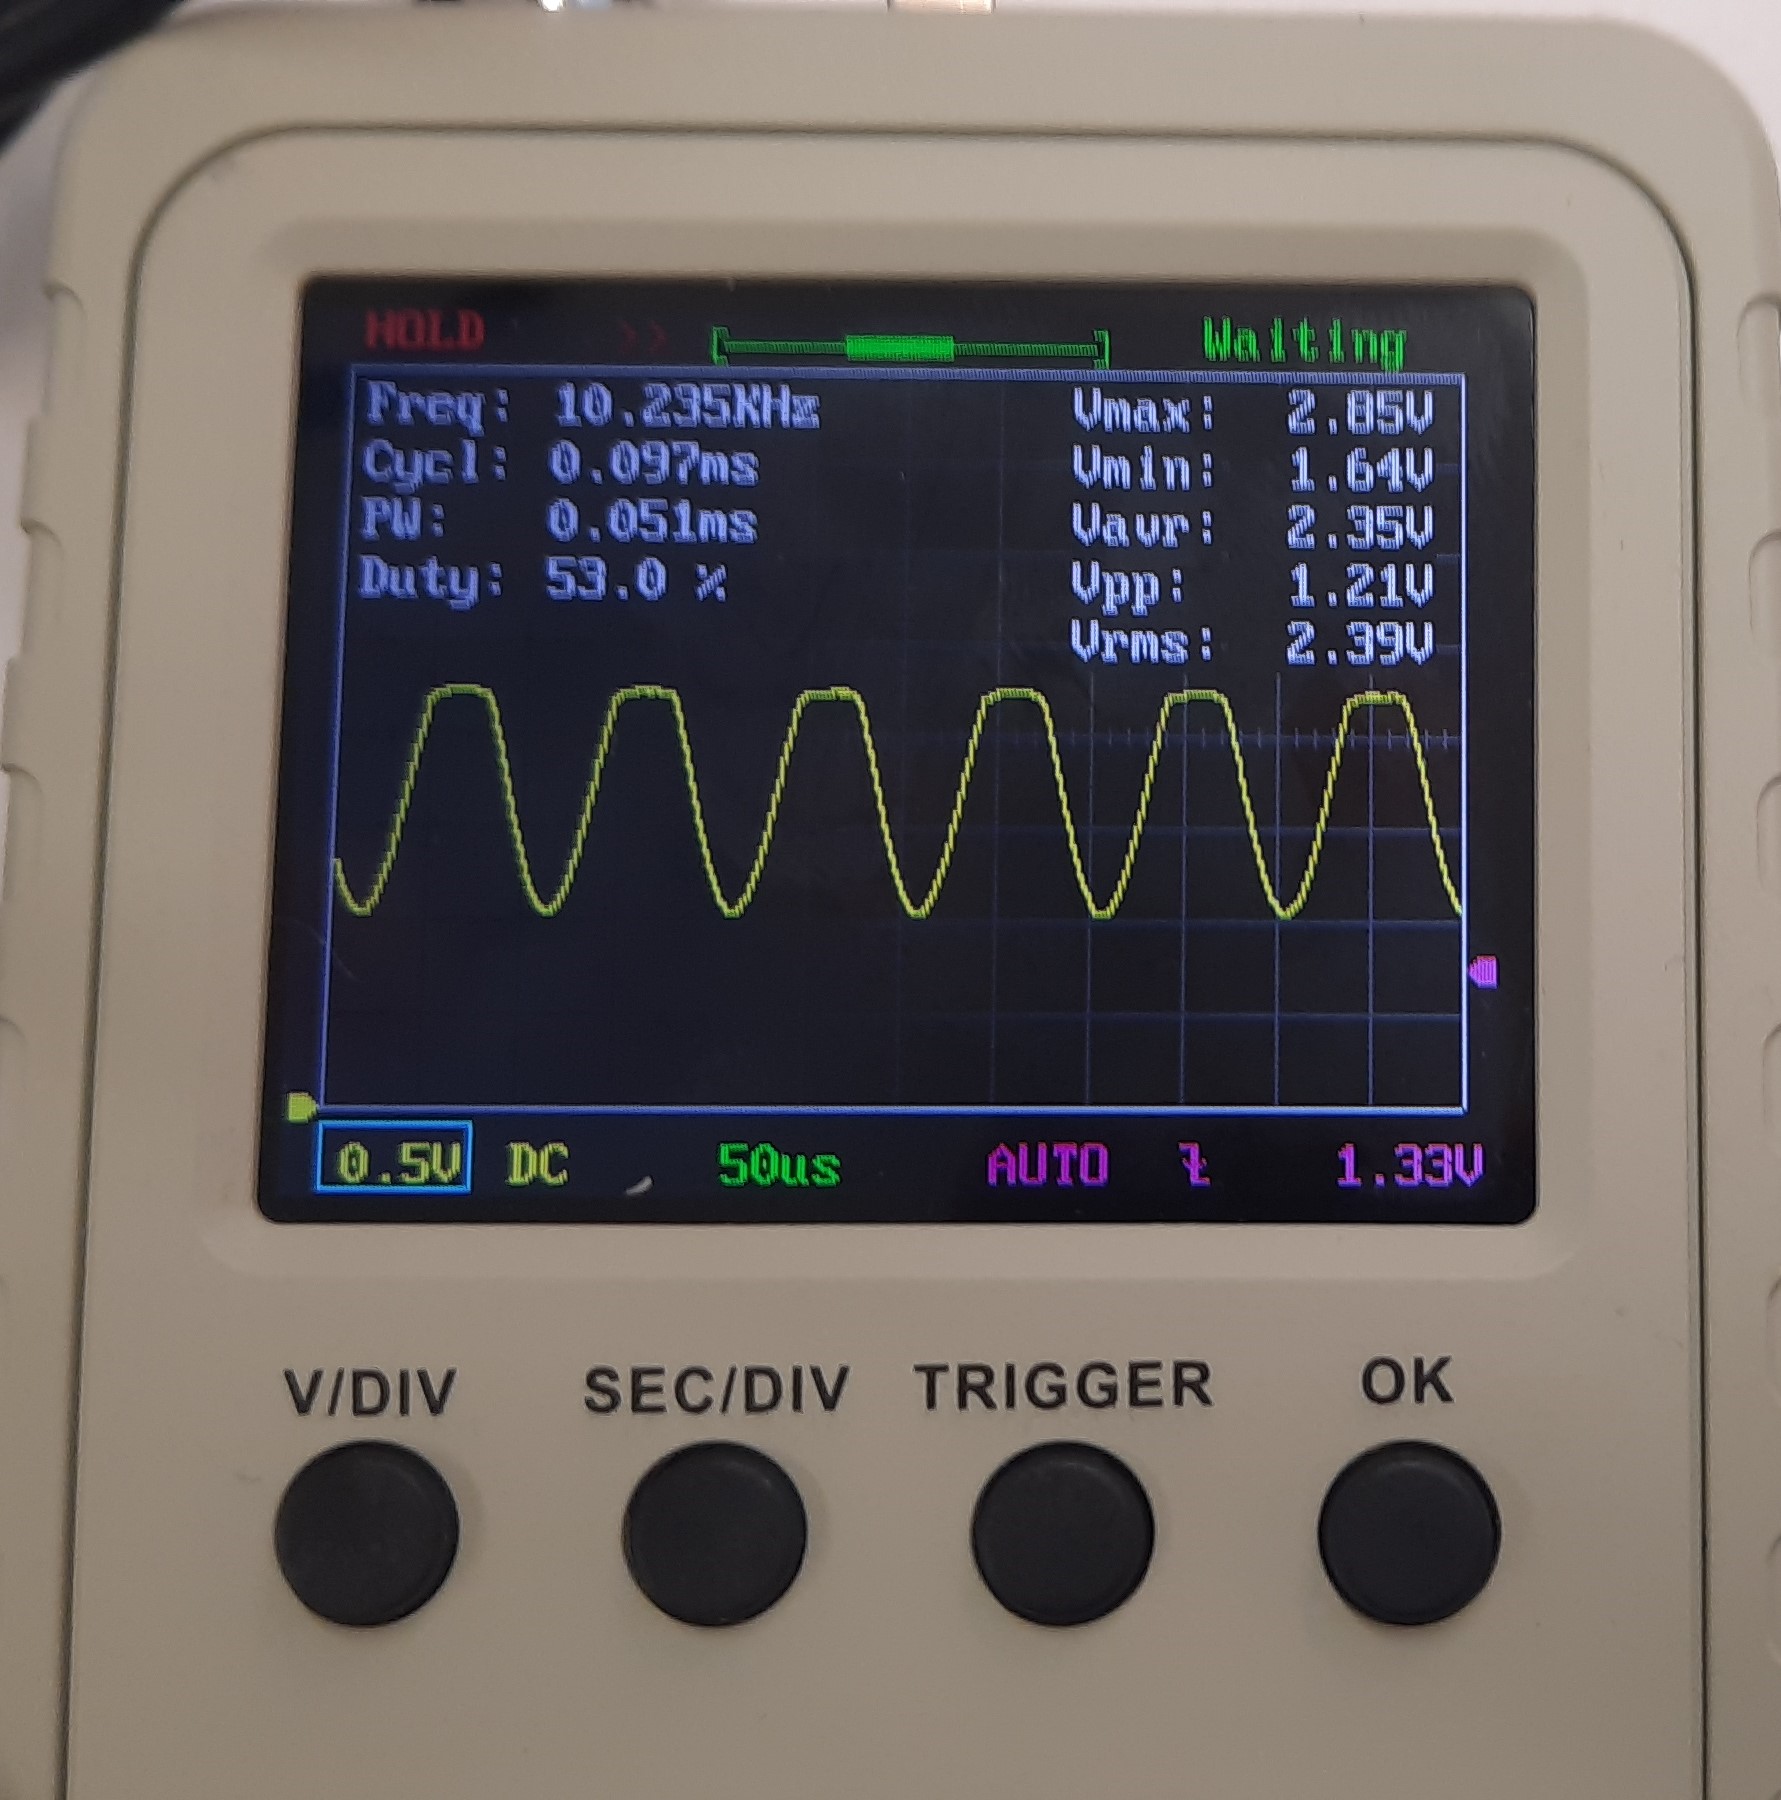 HOLD >> Waiting
Freq: 10.235KHz Vmax: 2.85V
Cycl: 0.097ms Vmin: 1.64V
PW: 0.051ms Vavr: 2.35V
Duty: 53.0 % Vpp: 1.21V
Vrms: 2.39V
0.5V DC 50us AUTO 1.33V
V/DIV SEC/DIV TRIGGER OK